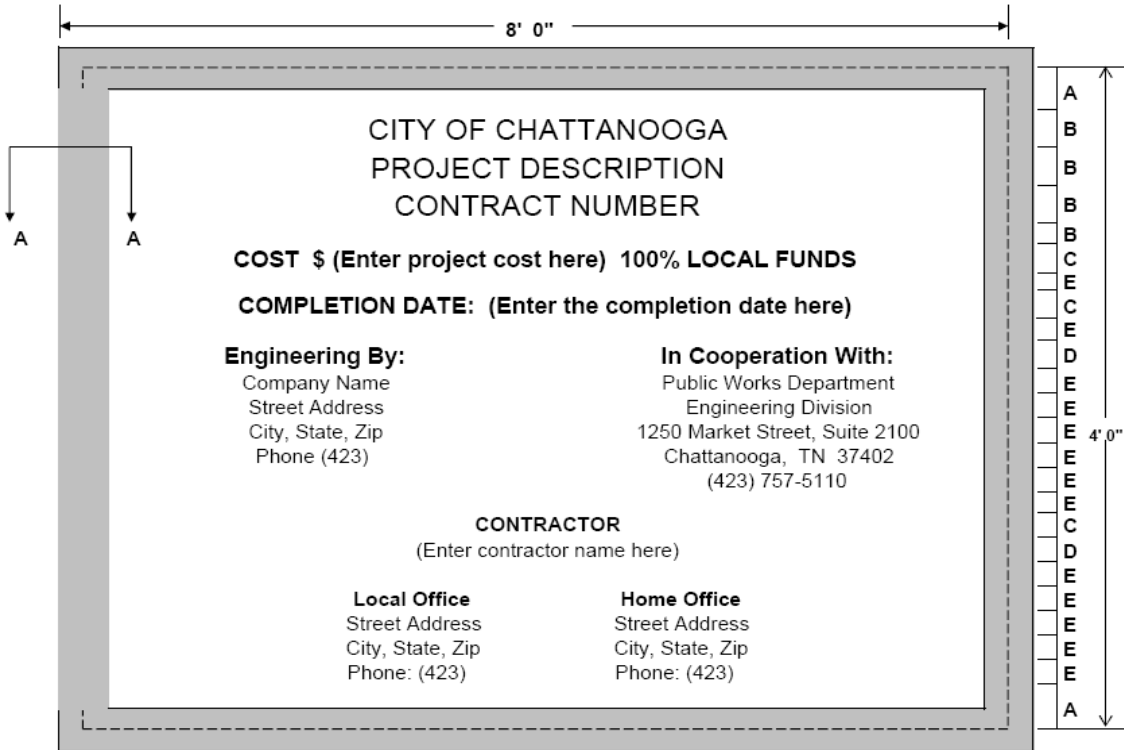 8' 0"
CITY OF CHATTANOOGA
PROJECT DESCRIPTION
CONTRACT NUMBER
COST $ (Enter project cost here) 100% LOCAL FUNDS
COMPLETION DATE: (Enter the completion date here)
Engineering By:
Company Name
Street Address
City, State, Zip
Phone (423)
In Cooperation With:
Public Works Department
Engineering Division
1250 Market Street, Suite 2100
Chattanooga, TN 37402
(423) 757-5110
CONTRACTOR
(Enter contractor name here)
Local Office
Street Address
City, State, Zip
Phone: (423)
Home Office
Street Address
City, State, Zip
Phone: (423)
A A
A
B
B
B
B
C
E
C
E
D
E
E
E
E
E
E
C
D
E
E
E
E
A
4' 0"